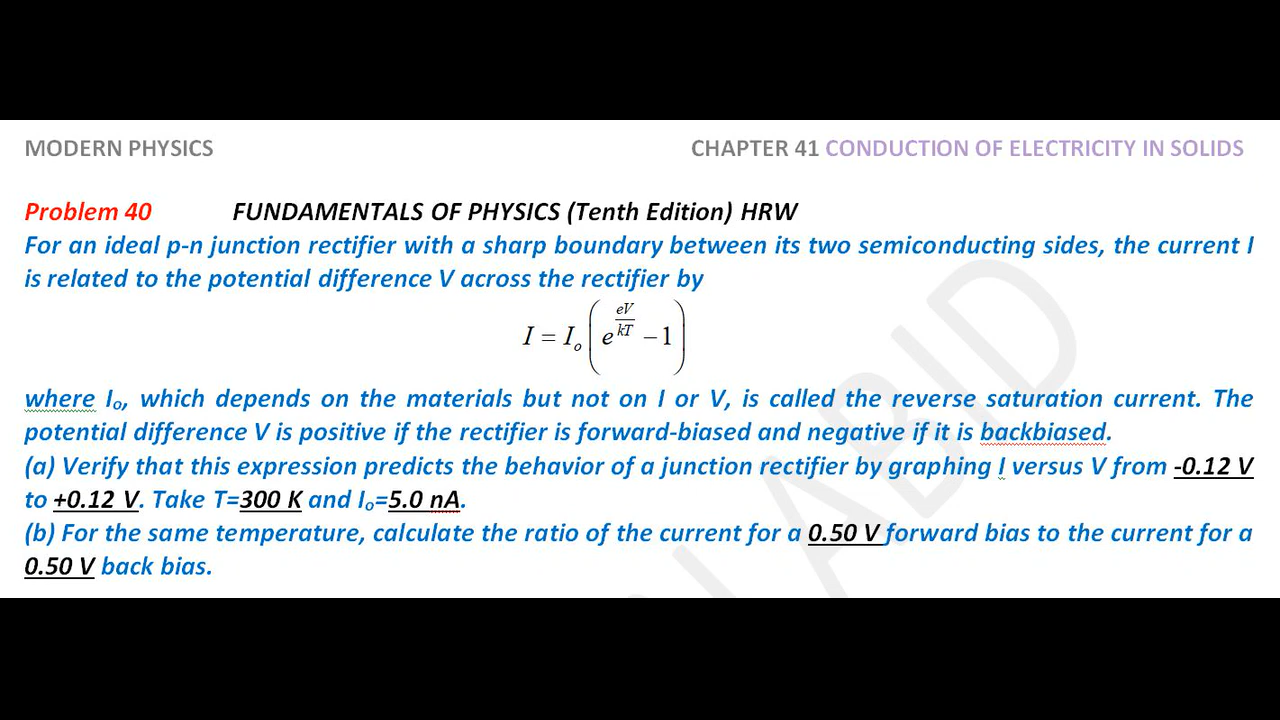 MODERN PHYSICS CHAPTER 41 CONDUCTION OF ELECTRICITY IN SOLIDS
Problem 40 FUNDAMENTALS OF PHYSICS (Tenth Edition) HRW
For an ideal p-n junction rectifier with a sharp boundary between its two semiconducting sides, the current I
is related to the potential difference V across the rectifier by
I = Iₒ ( e^(eV/kT) − 1 )
where Iₒ, which depends on the materials but not on I or V, is called the reverse saturation current. The
potential difference V is positive if the rectifier is forward-biased and negative if it is backbiased.
(a) Verify that this expression predicts the behavior of a junction rectifier by graphing I versus V from -0.12 V
to +0.12 V. Take T=300 K and Iₒ=5.0 nA.
(b) For the same temperature, calculate the ratio of the current for a 0.50 V forward bias to the current for a
0.50 V back bias.